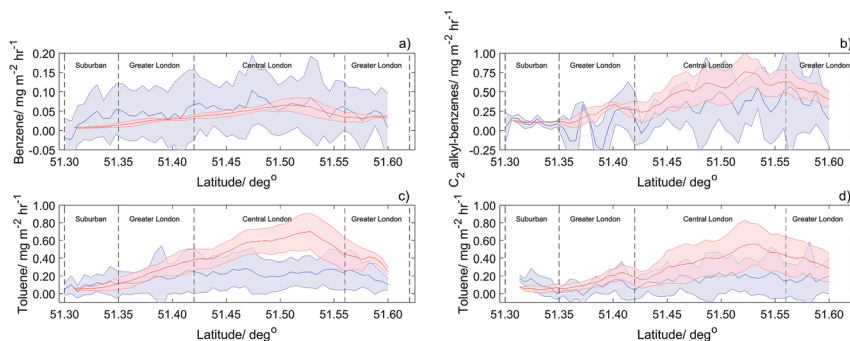 a)
Benzene/ mg m⁻² hr⁻¹
0.20
0.15
0.10
0.05
0.00
-0.05
Suburban Greater London Central London Greater London
51.30 51.35 51.40 51.45 51.50 51.55 51.60
Latitude/ deg°
b)
C₂ alkyl-benzenes/ mg m⁻² hr⁻¹
1.00
0.75
0.50
0.25
0.00
-0.25
Suburban Greater London Central London Greater London
51.30 51.35 51.40 51.45 51.50 51.55 51.60
Latitude/ deg°
c)
Toluene/ mg m⁻² hr⁻¹
1.00
0.80
0.60
0.40
0.20
0.00
Suburban Greater London Central London Greater London
51.30 51.35 51.40 51.45 51.50 51.55 51.60
Latitude/ deg°
d)
Toluene/ mg m⁻² hr⁻¹
1.00
0.80
0.60
0.40
0.20
0.00
Suburban Greater London Central London Greater London
51.30 51.35 51.40 51.45 51.50 51.55 51.60
Latitude/ deg°